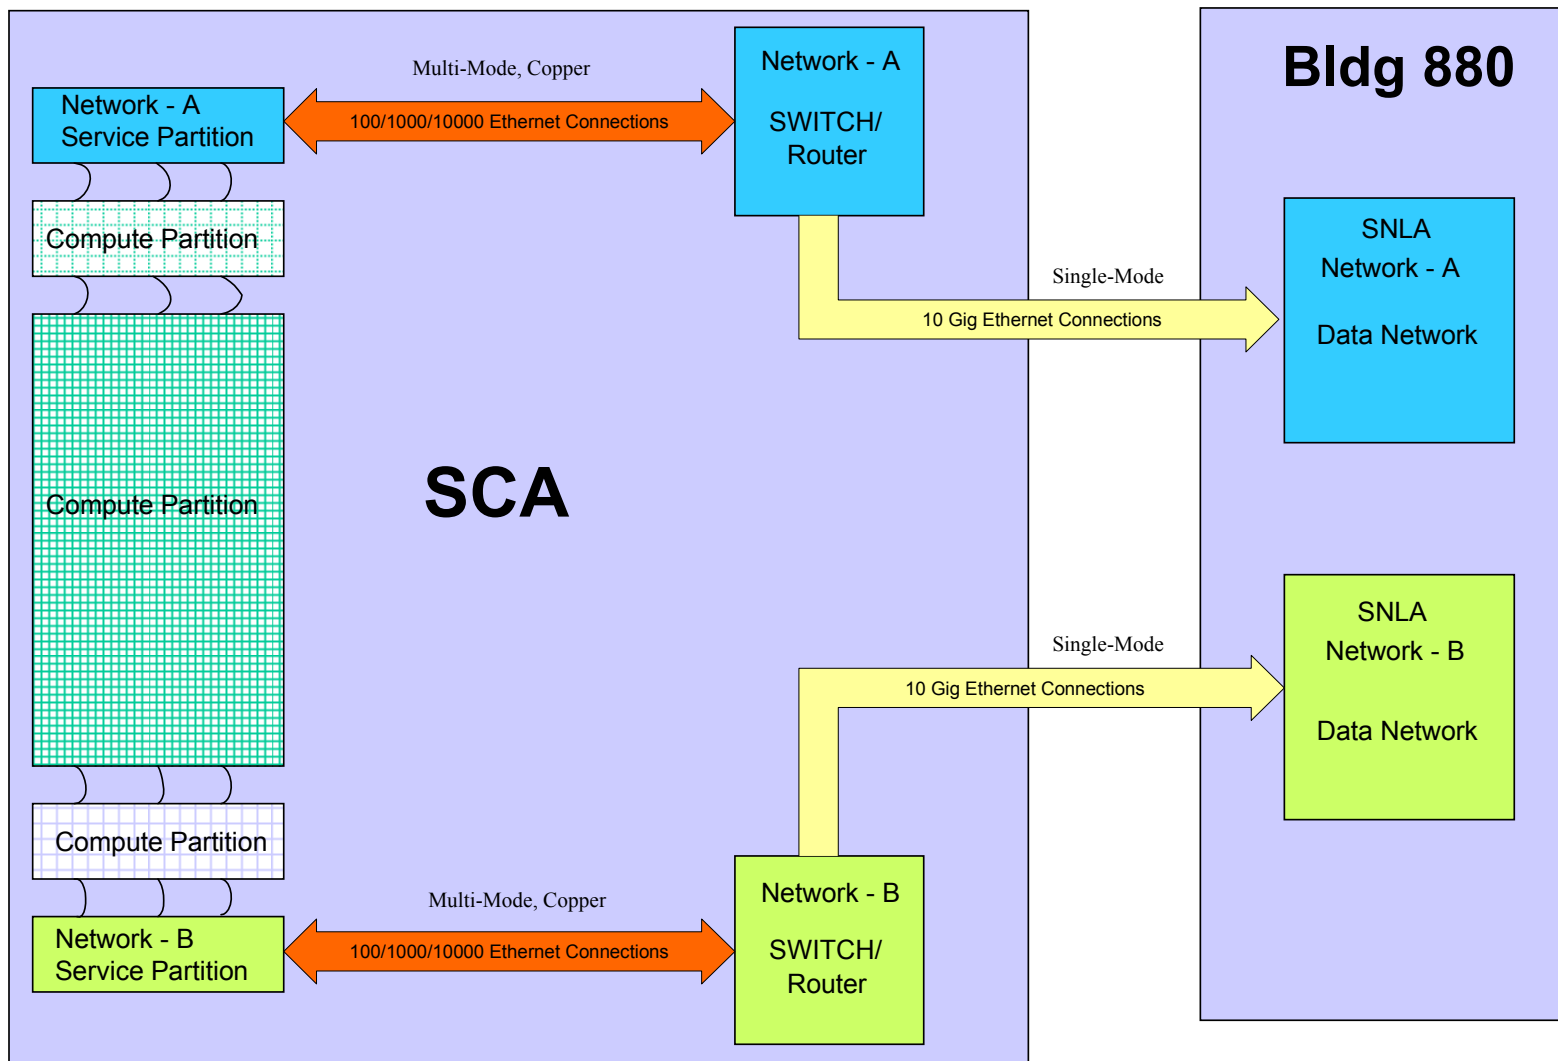 Multi-Mode, Copper
Network - A
Service Partition
100/1000/10000 Ethernet Connections
Network - A
SWITCH/
Router
Bldg 880
Compute Partition
SNLA
Network - A
Data Network
Single-Mode
10 Gig Ethernet Connections
Compute Partition
SCA
SNLA
Network - B
Data Network
Single-Mode
10 Gig Ethernet Connections
Compute Partition
Multi-Mode, Copper
Network - B
Service Partition
100/1000/10000 Ethernet Connections
Network - B
SWITCH/
Router